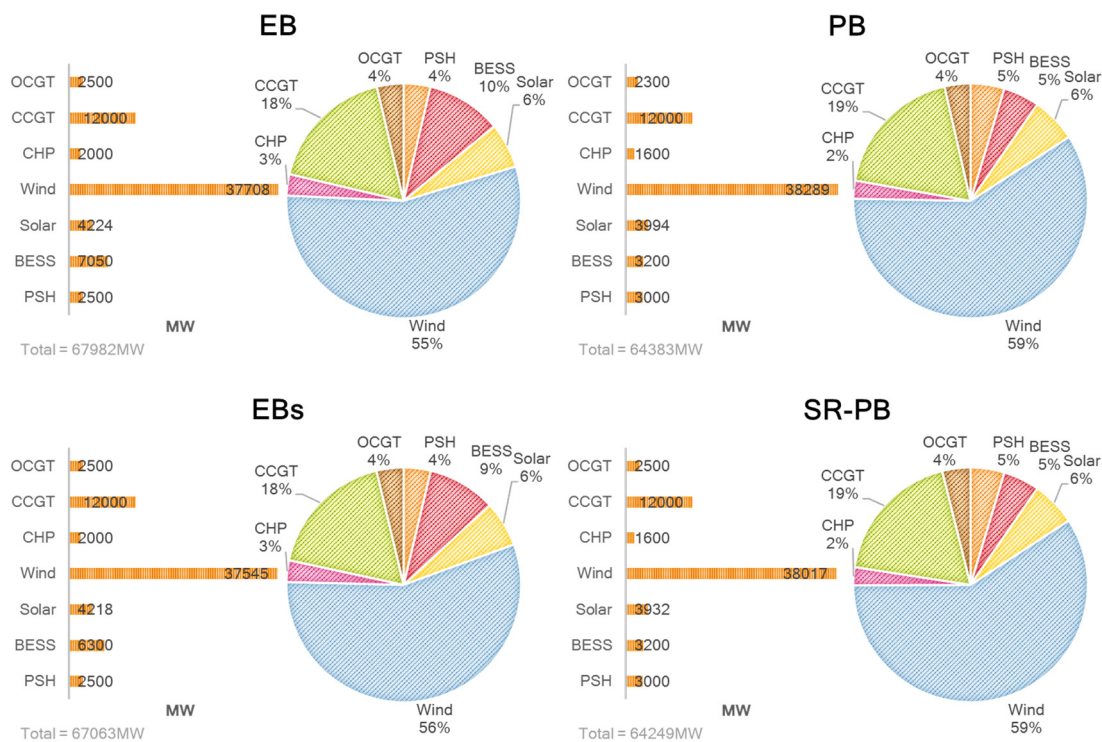 EB
OCGT 2500
CCGT 12000
CHP 2000
Wind 37708
Solar 4224
BESS 7050
PSH 2500
MW
Total = 67982MW
OCGT
4%
PSH
4%
BESS
10%
Solar
6%
CCGT
18%
CHP
3%
Wind
55%
PB
OCGT 2300
CCGT 12000
CHP 1600
Wind 38289
Solar 3994
BESS 3200
PSH 3000
MW
Total = 64383MW
OCGT
4%
PSH
5%
BESS
5%
Solar
6%
CCGT
19%
CHP
2%
Wind
59%
EBs
OCGT 2500
CCGT 12000
CHP 2000
Wind 37545
Solar 4218
BESS 6300
PSH 2500
MW
Total = 67063MW
OCGT
4%
PSH
4%
BESS
9%
Solar
6%
CCGT
18%
CHP
3%
Wind
56%
SR-PB
OCGT 2500
CCGT 12000
CHP 1600
Wind 38017
Solar 3932
BESS 3200
PSH 3000
MW
Total = 64249MW
OCGT
4%
PSH
5%
BESS
5%
Solar
6%
CCGT
19%
CHP
2%
Wind
59%